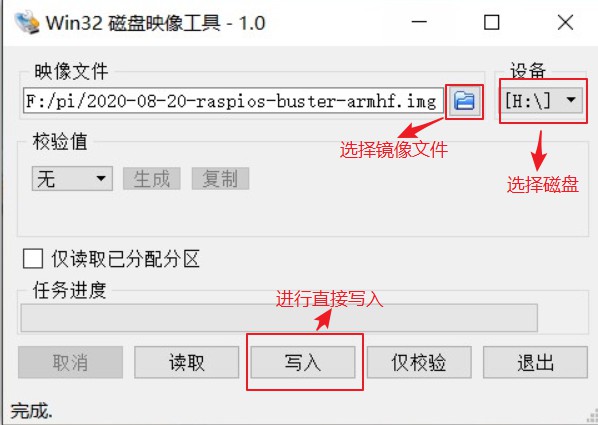 Win32 磁盘映像工具 - 1.0
映像文件
设备
F:/pi/2020-08-20-raspios-buster-armhf.img
[H:\]
选择镜像文件
选择磁盘
校验值
无
生成
复制
仅读取已分配分区
任务进度
进行直接写入
取消
读取
写入
仅校验
退出
完成.